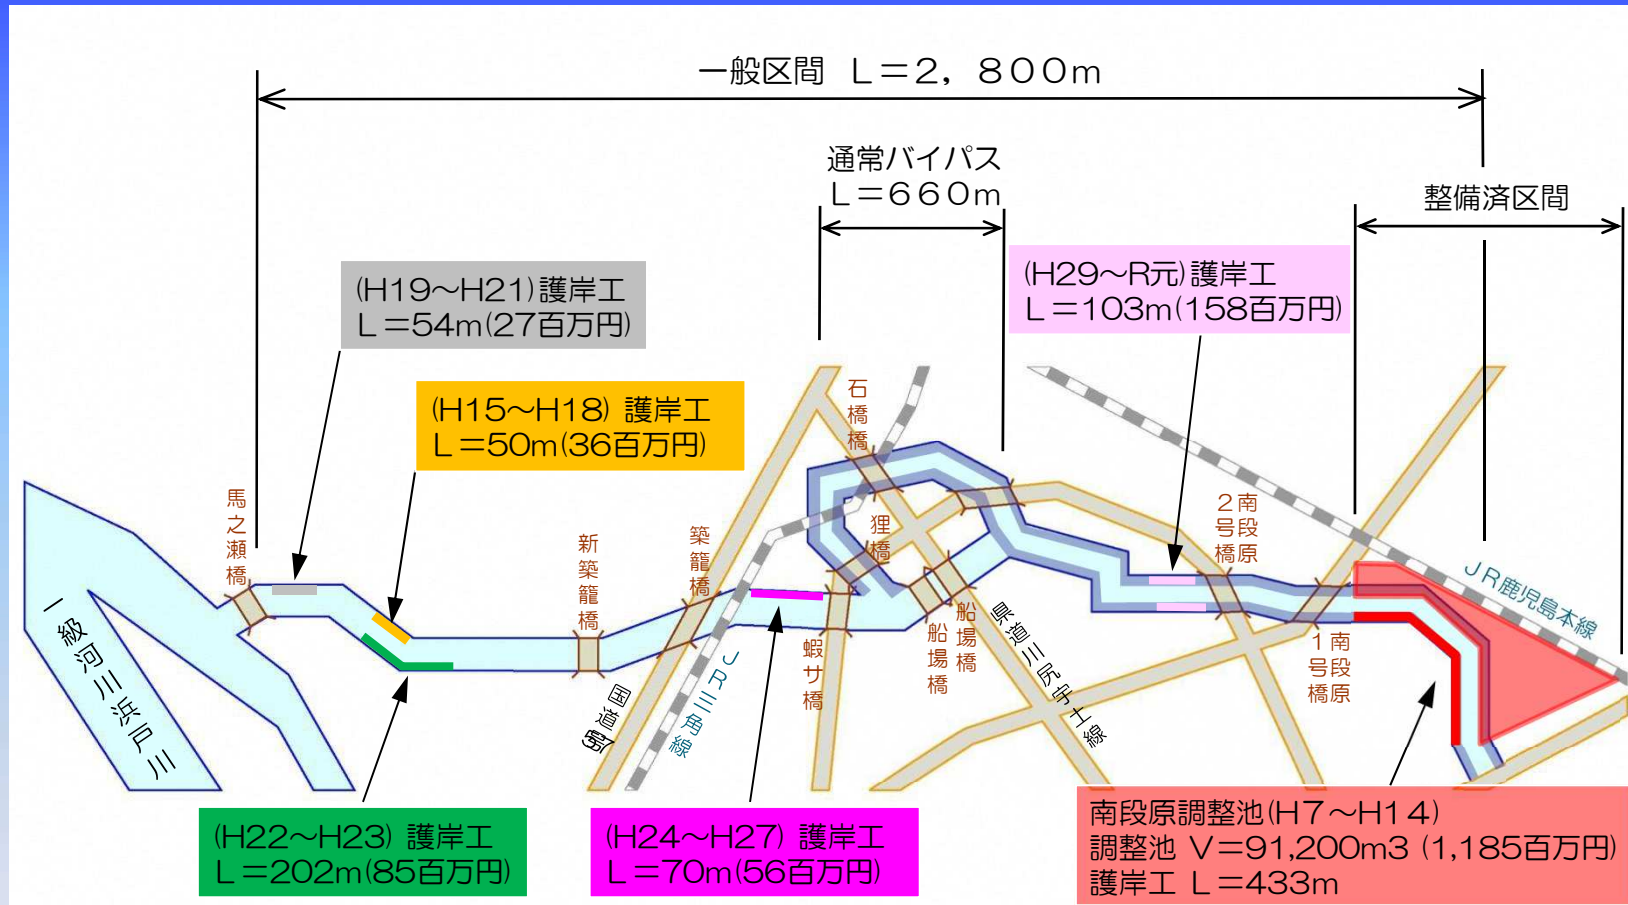 一般区間 L=2,800m
通常バイパス
L=660m
整備済区間
(H19～H21)護岸工
L=54m(27百万円)
(H29～R元)護岸工
L=103m(158百万円)
(H15～H18) 護岸工
L=50m(36百万円)
石橋橋
馬之瀬橋
新築籠橋
築籠橋
狸橋
南段原
2号橋
JR鹿児島本線
一級河川浜戸川
国道
JR三角線
蝦サ橋
船場橋
船場橋
県道川尻宇土線
南段原
1号橋
(H22～H23) 護岸工
L=202m(85百万円)
(H24～H27) 護岸工
L=70m(56百万円)
南段原調整池(H7～H14)
調整池 V=91,200m3 (1,185百万円)
護岸工 L=433m